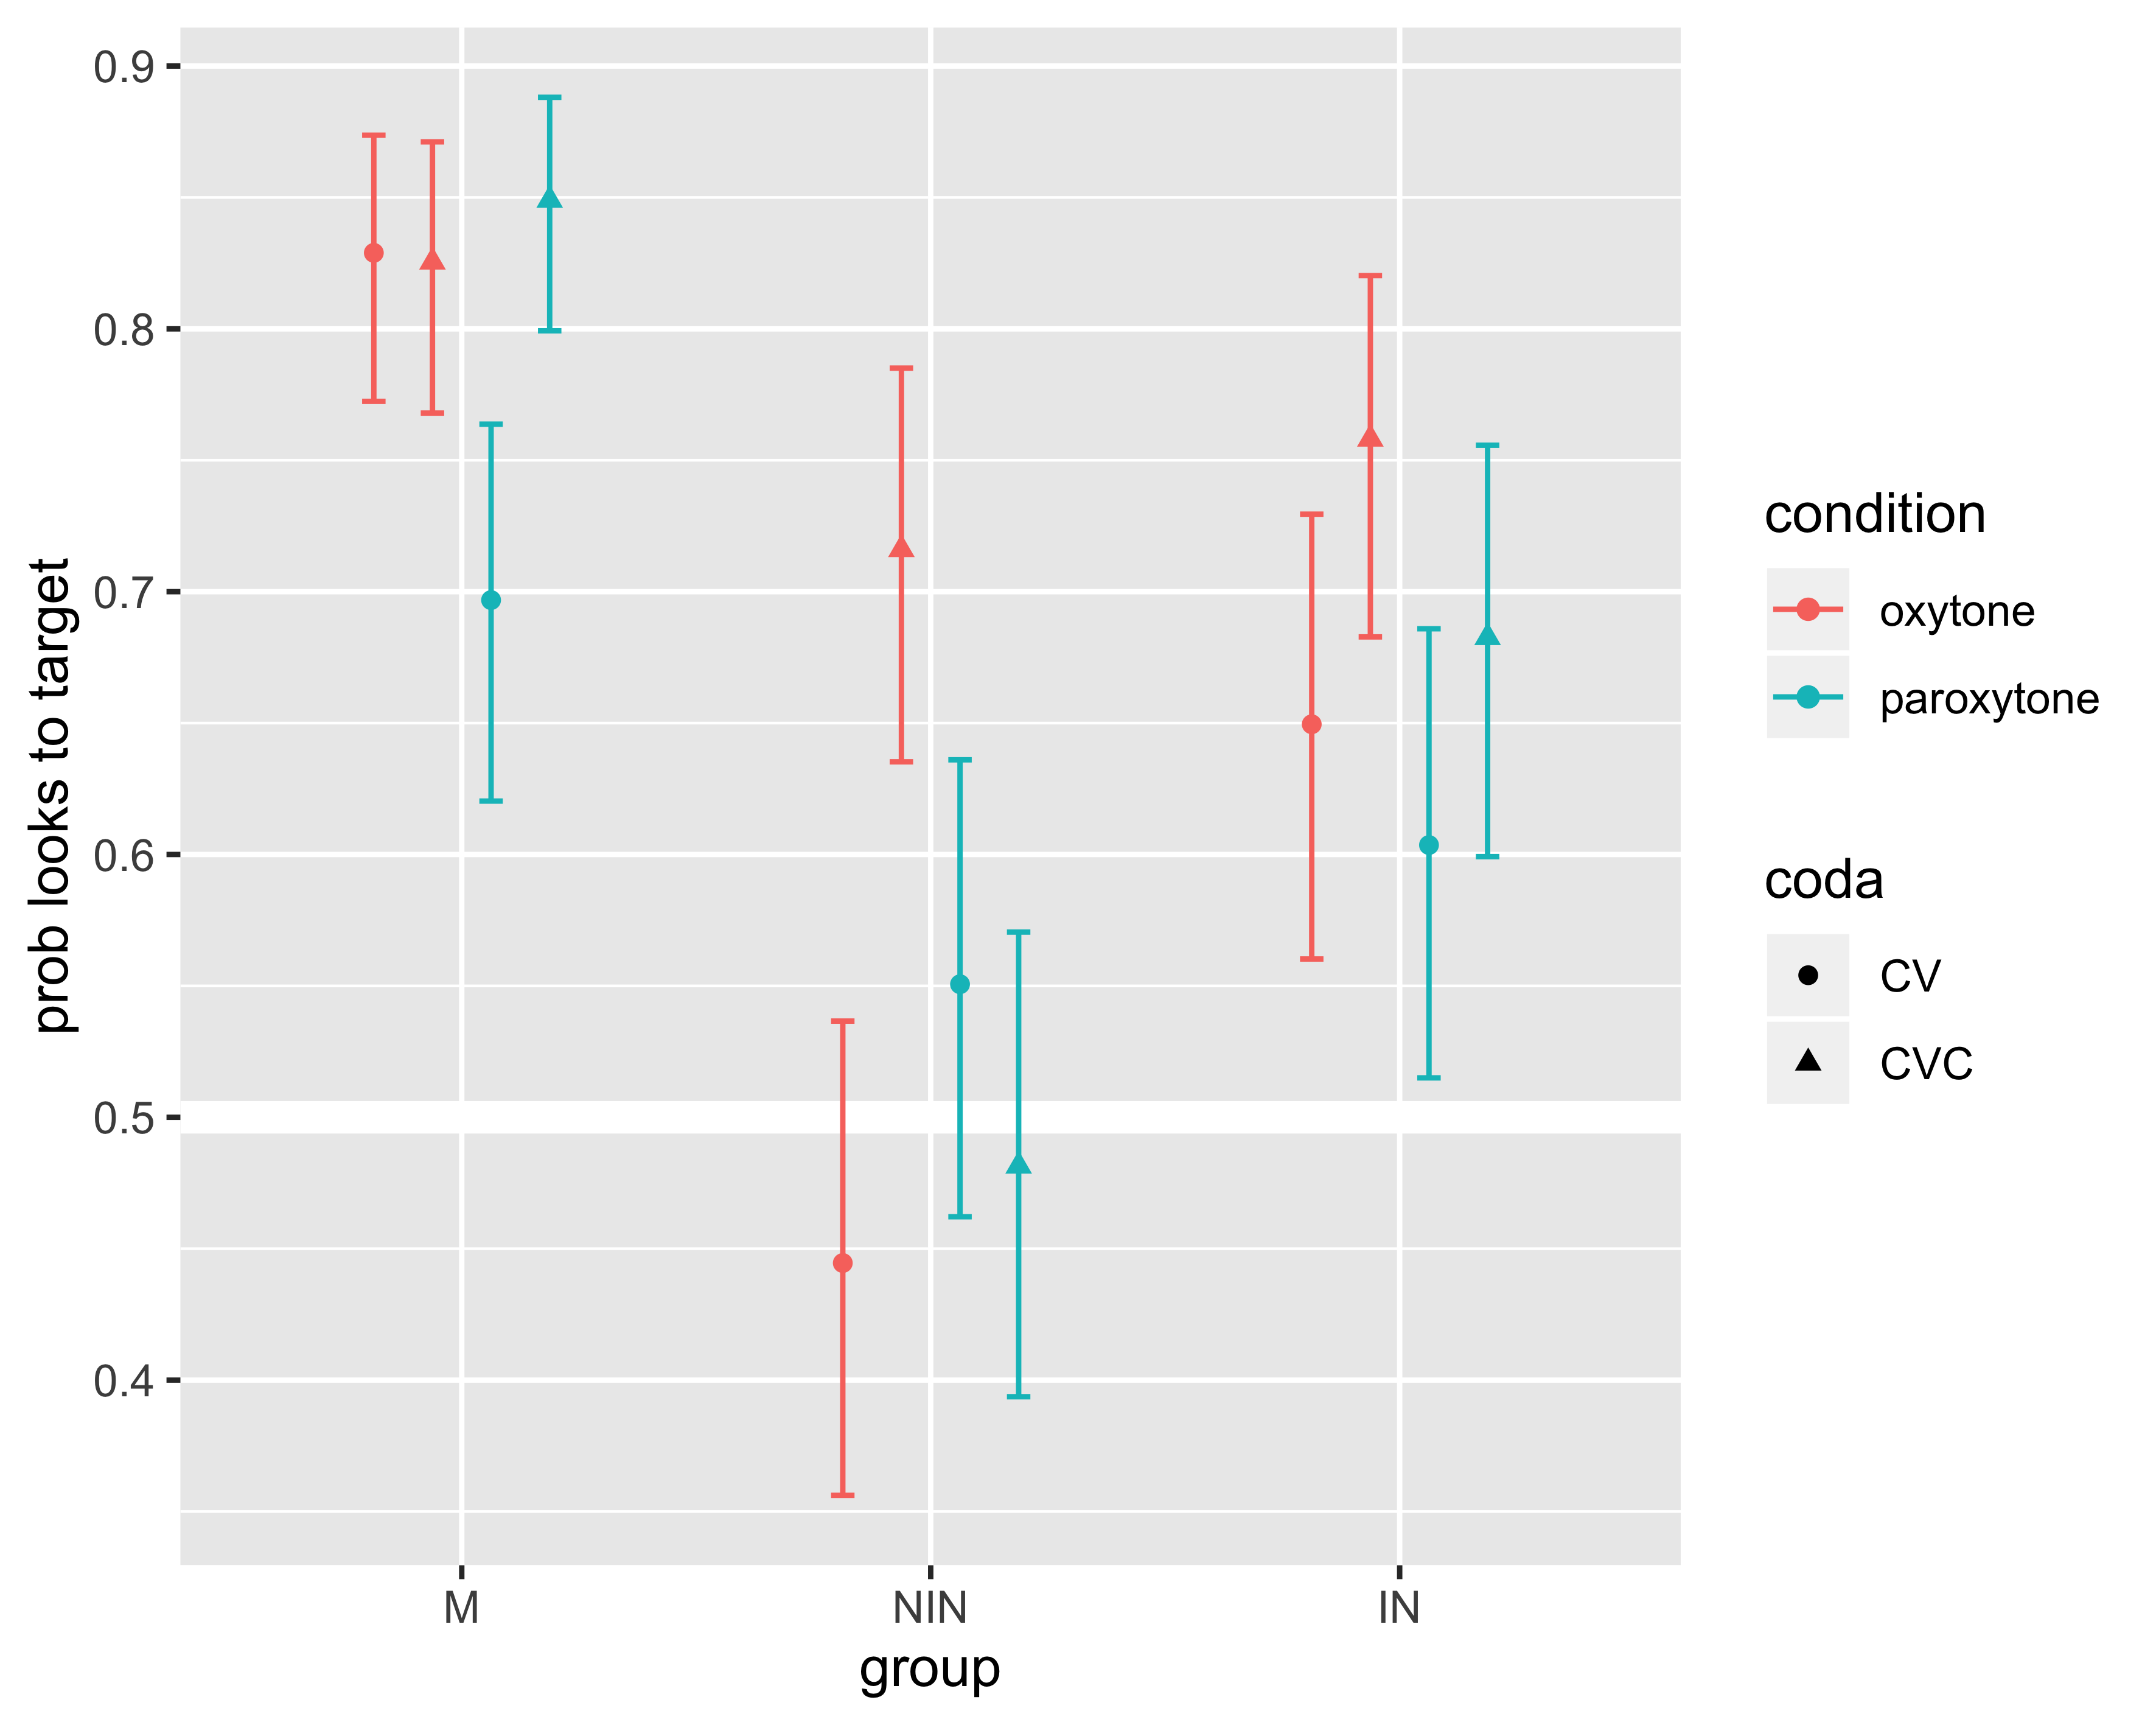 prob looks to target
0.9
0.8
0.7
0.6
0.5
0.4
M NIN IN
group
condition
oxytone
paroxytone
coda
CV
CVC